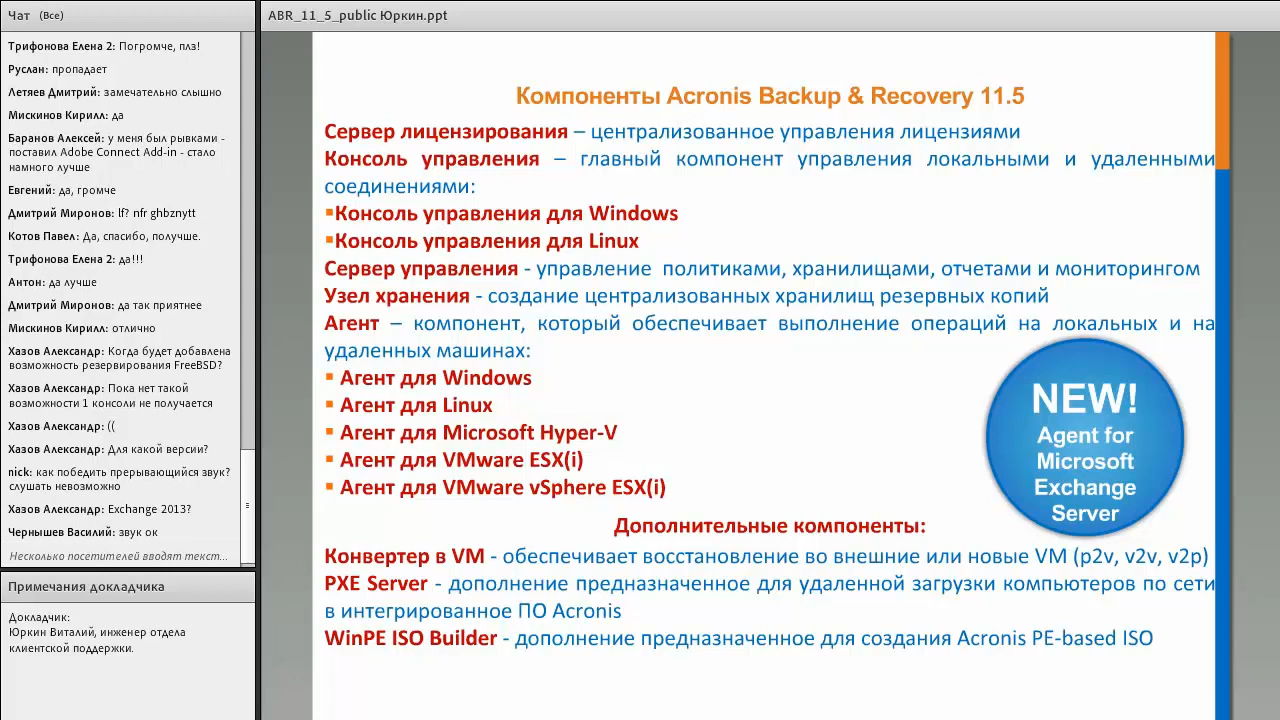 Чат (Все)
Трифонова Елена 2: Погромче, плз!
Руслан: пропадает
Летяев Дмитрий: замечательно слышно
Мискинов Кирилл: да
Баранов Алексей: у меня был рывками -
поставил Adobe Connect Add-in - стало
намного лучше
Евгений: да, громче
Дмитрий Миронов: lf? nfr ghbznytt
Котов Павел: Да, спасибо, получше.
Трифонова Елена 2: да!!!
Антон: да лучше
Дмитрий Миронов: да так приятнее
Мискинов Кирилл: отлично
Хазов Александр: Когда будет добавлена
возможность резервирования FreeBSD?
Хазов Александр: Пока нет такой
возможности 1 консоли не получается
Хазов Александр: ((
Хазов Александр: Для какой версии?
nick: как победить прерывающийся звук?
слушать невозможно
Хазов Александр: Exchange 2013?
Чернышев Василий: звук ок
Несколько посетителей вводят текст...
Примечания докладчика
Докладчик:
Юркин Виталий, инженер отдела
клиентской поддержки.
ABR_11_5_public Юркин.ppt
Компоненты Acronis Backup & Recovery 11.5
Сервер лицензирования – централизованное управления лицензиями
Консоль управления – главный компонент управления локальными и удаленными
соединениями:
▪Консоль управления для Windows
▪Консоль управления для Linux
Сервер управления - управление политиками, хранилищами, отчетами и мониторингом
Узел хранения - создание централизованных хранилищ резервных копий
Агент – компонент, который обеспечивает выполнение операций на локальных и на
удаленных машинах:
▪ Агент для Windows
▪ Агент для Linux
▪ Агент для Microsoft Hyper-V
▪ Агент для VMware ESX(i)
▪ Агент для VMware vSphere ESX(i)
NEW!
Agent for
Microsoft
Exchange
Server
Дополнительные компоненты:
Конвертер в VM - обеспечивает восстановление во внешние или новые VM (p2v, v2v, v2p)
PXE Server - дополнение предназначенное для удаленной загрузки компьютеров по сети
в интегрированное ПО Acronis
WinPE ISO Builder - дополнение предназначенное для создания Acronis PE-based ISO